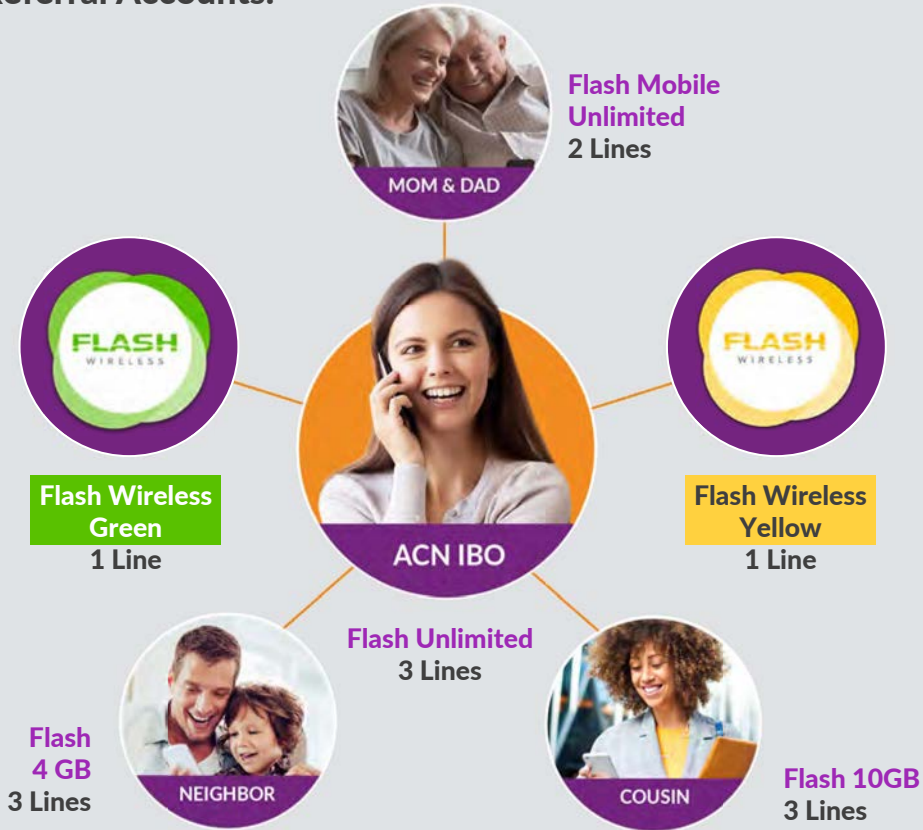 Referral Accounts:
Flash Mobile
Unlimited
2 Lines
MOM & DAD
FLASH
WIRELESS
Flash Wireless
Green
1 Line
FLASH
WIRELESS
Flash Wireless
Yellow
1 Line
ACN IBO
Flash Unlimited
3 Lines
Flash
4 GB
3 Lines
NEIGHBOR
COUSIN
Flash 10GB
3 Lines